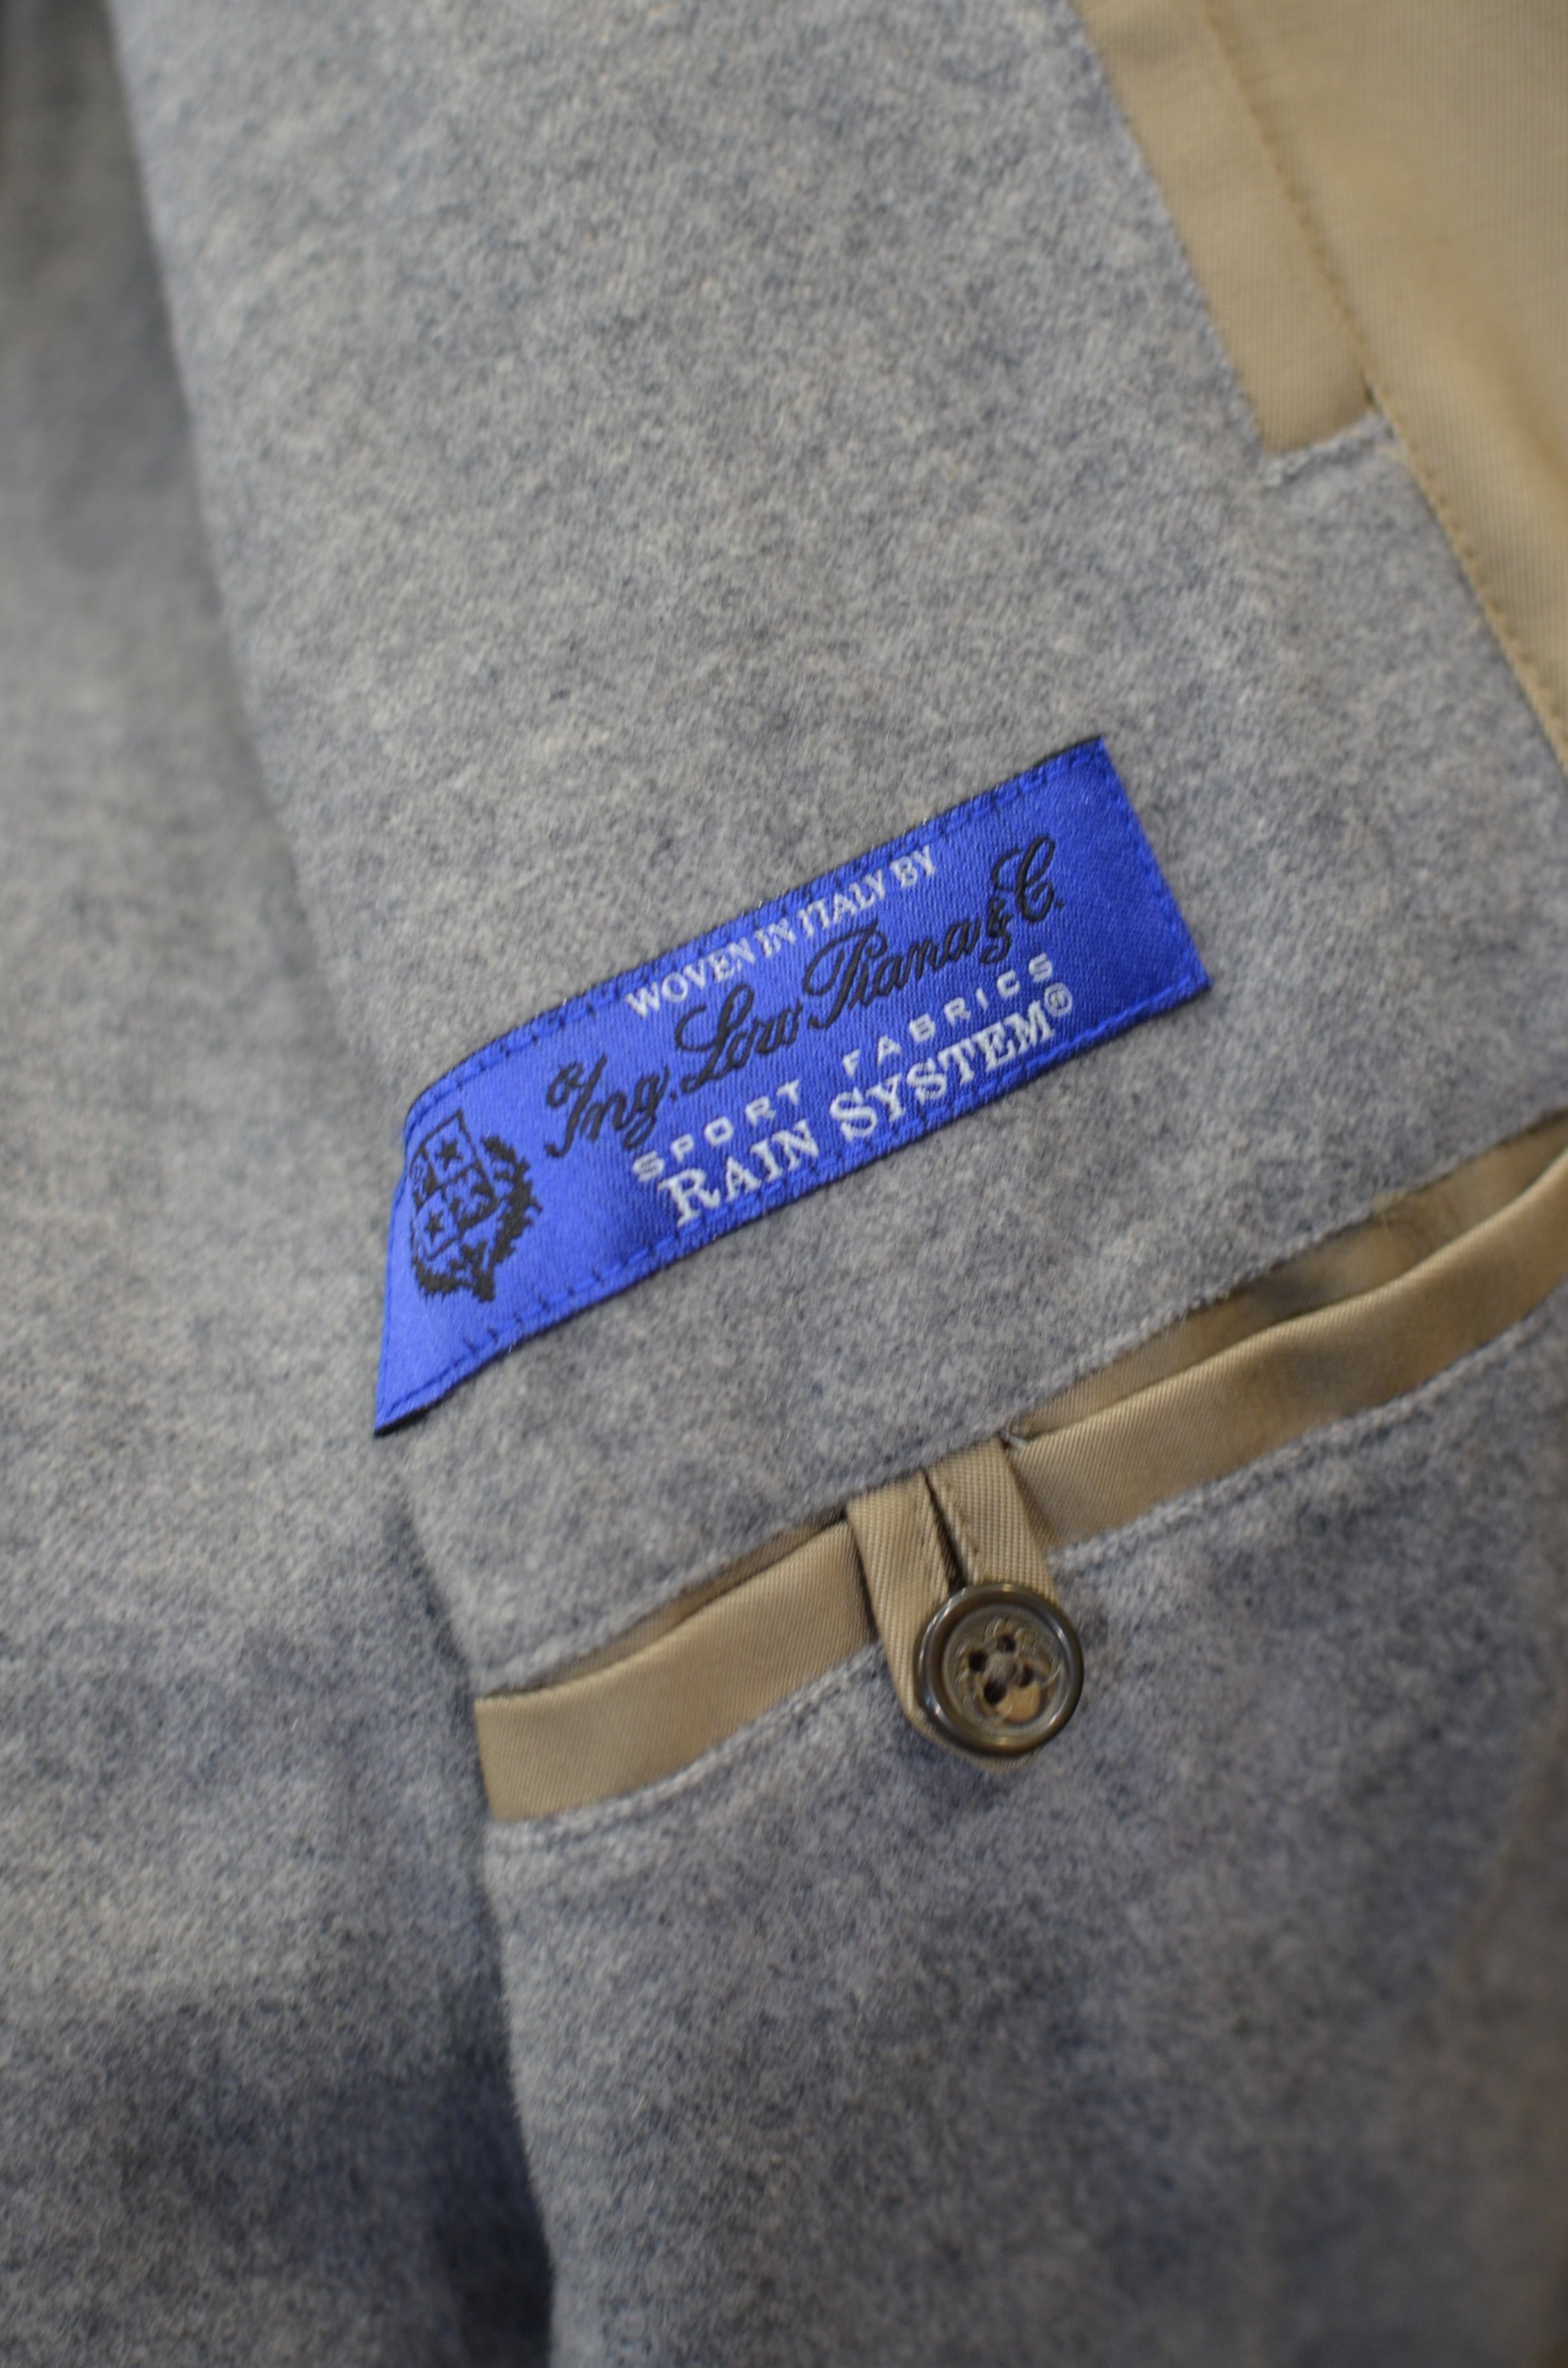 WOVEN IN ITALY BY
Ing. Loro Piana & C.
SPORT FABRICS
RAIN SYSTEM®